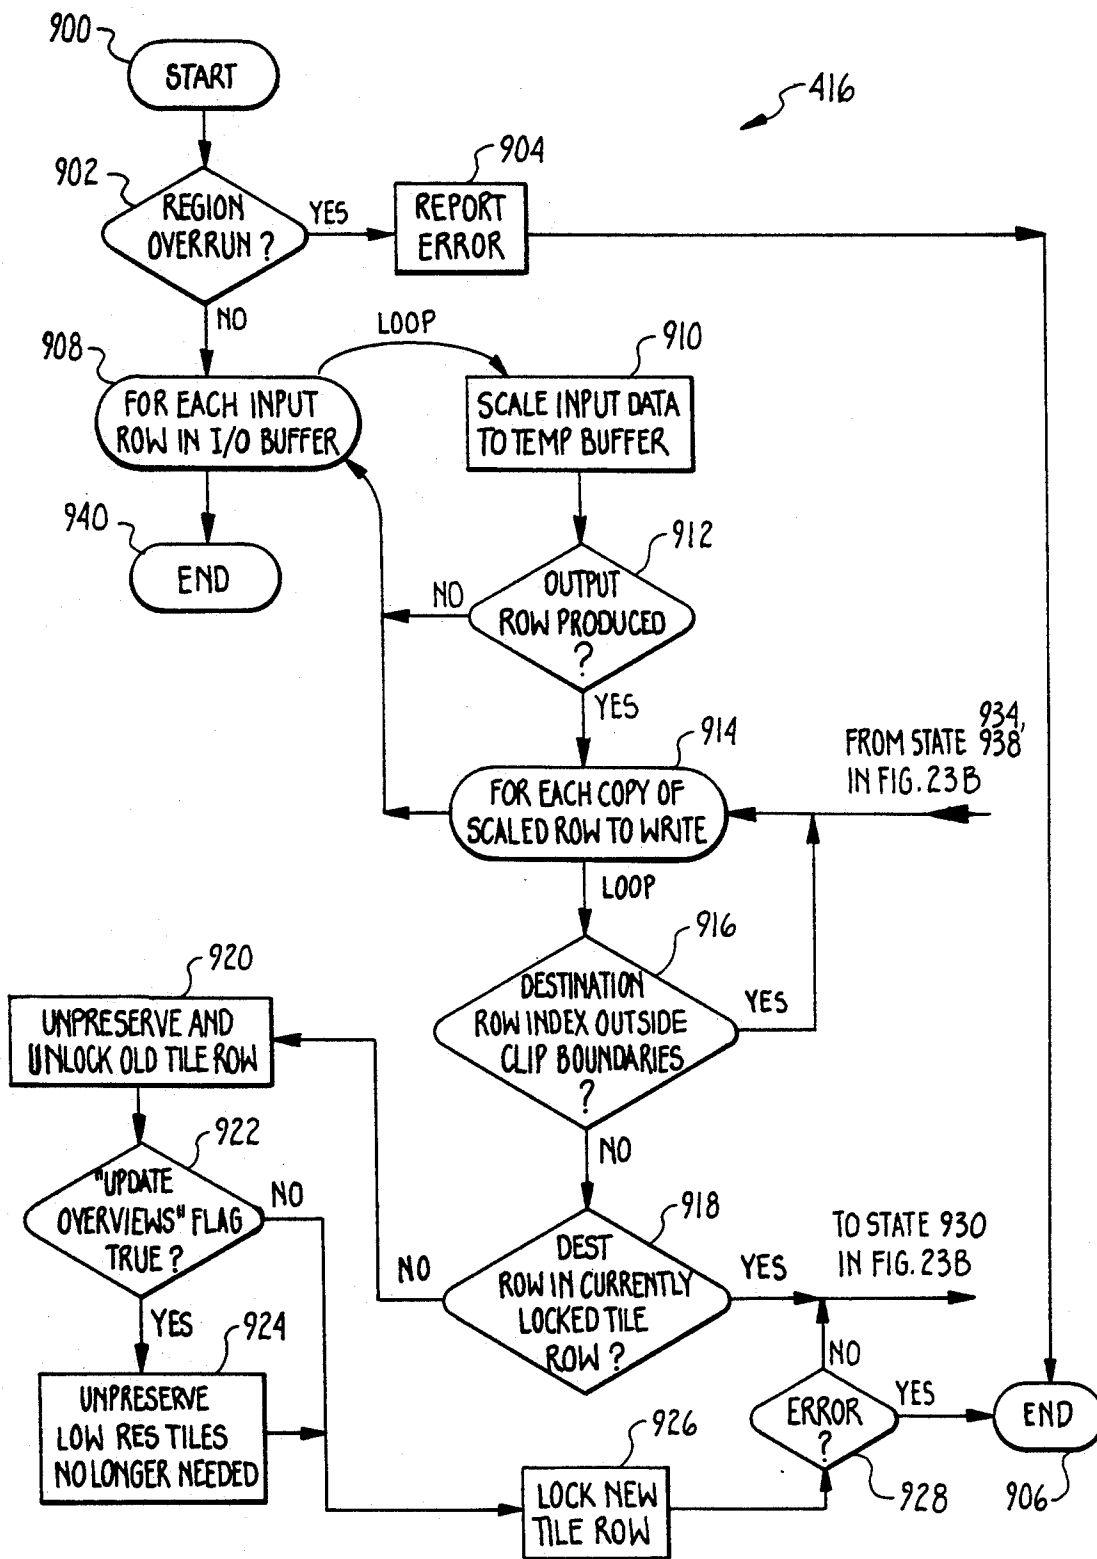 900
START
416
902
REGION
OVERRUN ?
YES
904
REPORT
ERROR
NO
LOOP
908
FOR EACH INPUT
ROW IN I/O BUFFER
910
SCALE INPUT DATA
TO TEMP BUFFER
940
END
912
OUTPUT
ROW PRODUCED
?
NO
YES
914
FOR EACH COPY OF
SCALED ROW TO WRITE
934,
FROM STATE 938
IN FIG. 23B
LOOP
916
DESTINATION
ROW INDEX OUTSIDE
CLIP BOUNDARIES
?
YES
NO
920
UNPRESERVE AND
UNLOCK OLD TILE ROW
922
"UPDATE
OVERVIEWS" FLAG
TRUE ?
NO
YES
918
DEST
ROW IN CURRENTLY
LOCKED TILE
ROW ?
NO
YES
TO STATE 930
IN FIG. 23B
924
UNPRESERVE
LOW RES TILES
NO LONGER NEEDED
926
LOCK NEW
TILE ROW
NO
ERROR
?
YES
928
END
906